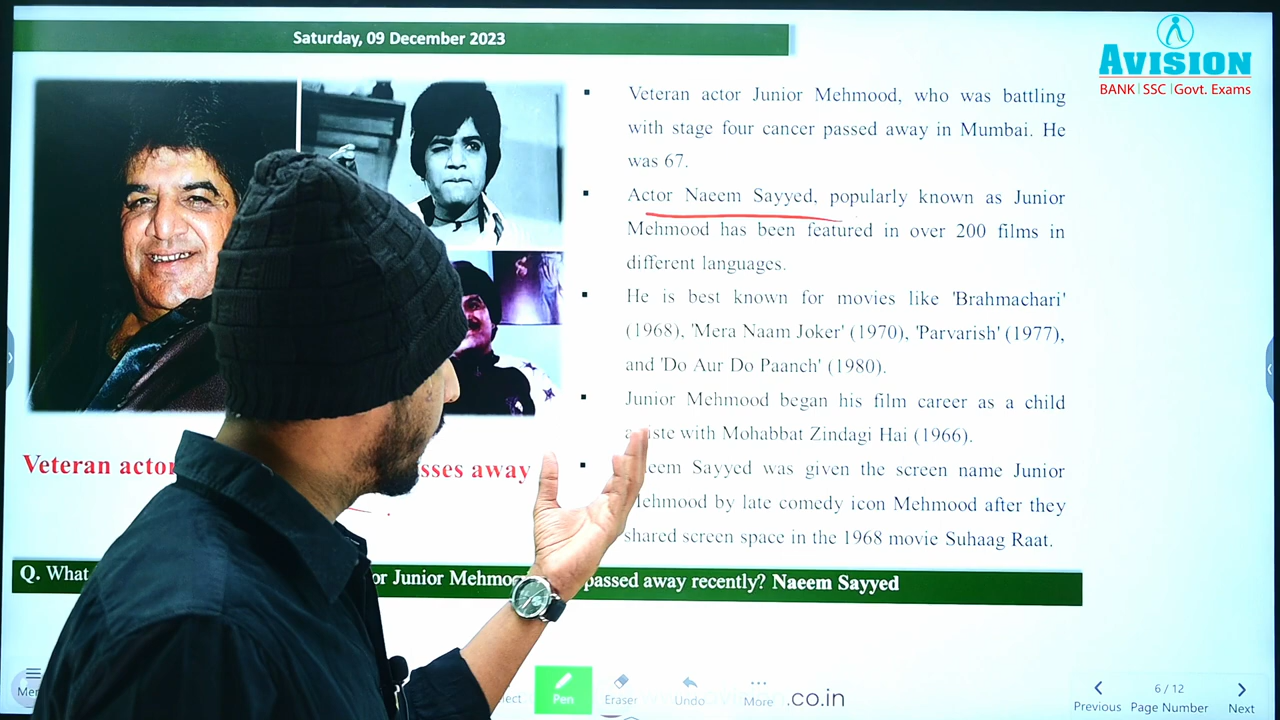 Saturday, 09 December 2023
AVISION
BANK | SSC | Govt. Exams
Veteran actor Junior Mehmood, who was battling
with stage four cancer passed away in Mumbai. He
was 67.
Actor Naeem Sayyed, popularly known as Junior
Mehmood has been featured in over 200 films in
different languages.
He is best known for movies like 'Brahmachari'
(1968), 'Mera Naam Joker' (1970), 'Parvarish' (1977),
and 'Do Aur Do Paanch' (1980).
Junior Mehmood began his film career as a child
with Mohabbat Zindagi Hai (1966).
Sayyed was given the screen name Junior
Mehmood by late comedy icon Mehmood after they
shared screen space in the 1968 movie Suhaag Raat.
Veteran actor sses away
Q. What or Junior passed away recently? Naeem Sayyed
Pen
Eraser
Undo
More
.co.in
Previous
6 / 12
Page Number
Next